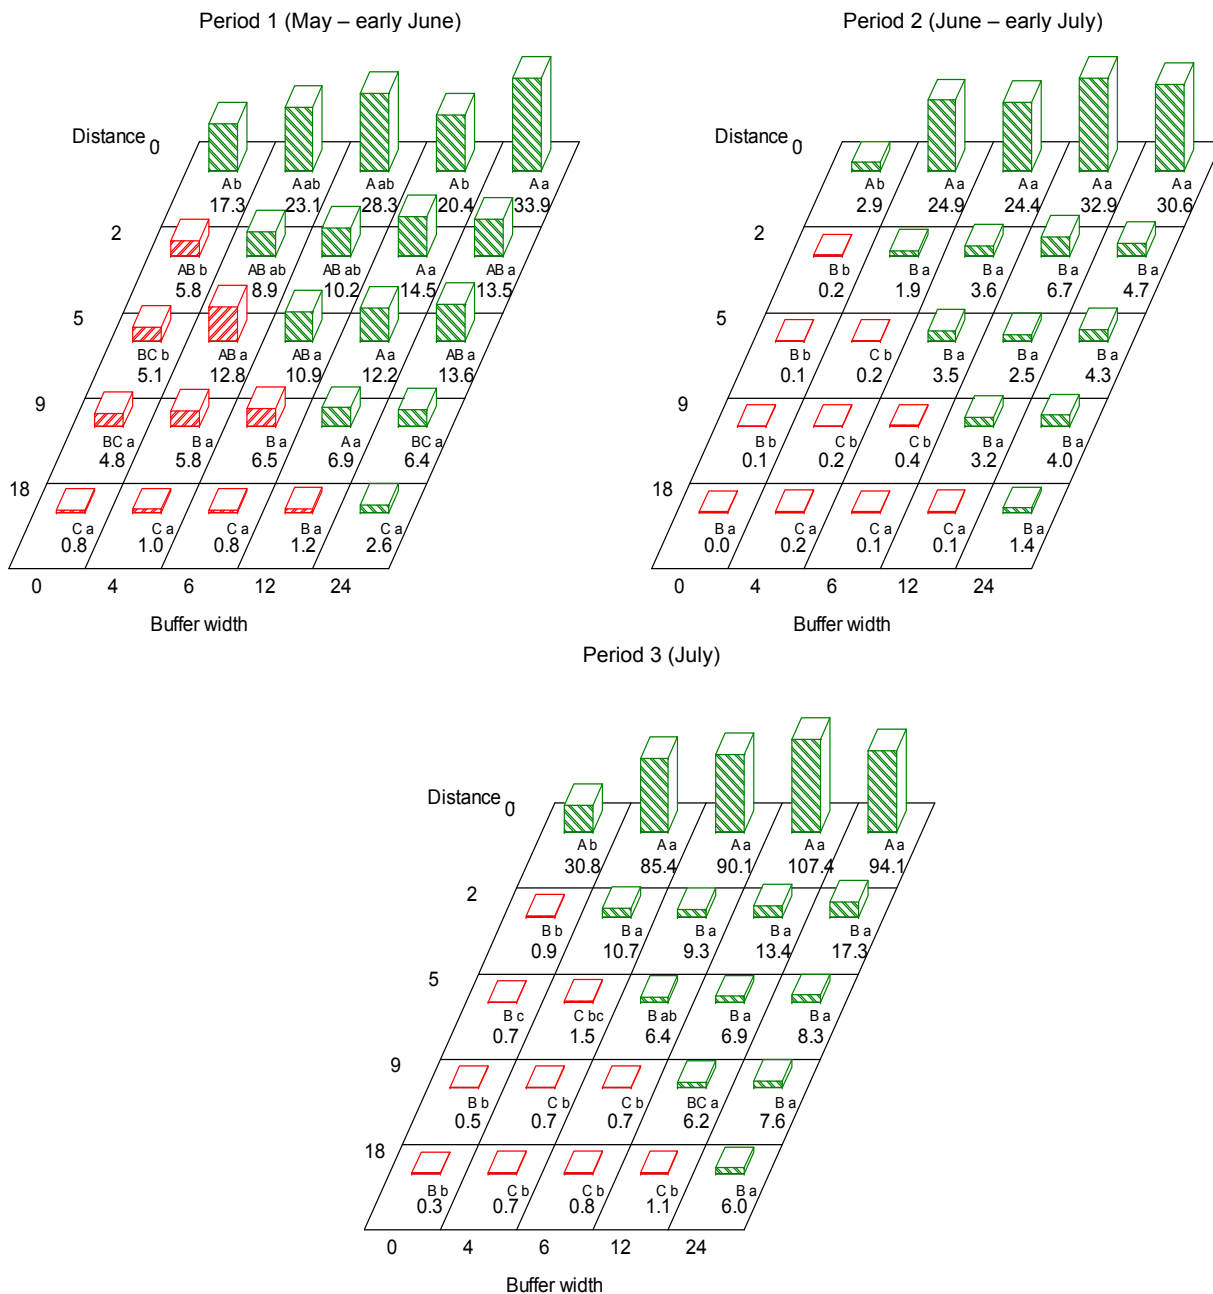 Period 1 (May – early June)
Period 2 (June – early July)
Distance 0
A b A ab A ab A b A a
17.3 23.1 28.3 20.4 33.9
2
AB b AB ab AB ab A a AB a
5.8 8.9 10.2 14.5 13.5
5
BC b AB a AB a A a AB a
5.1 12.8 10.9 12.2 13.6
9
BC a B a B a A a BC a
4.8 5.8 6.5 6.9 6.4
18
C a C a C a B a C a
0.8 1.0 0.8 1.2 2.6
0 4 6 12 24
Buffer width
Distance 0
A b A a A a A a A a
2.9 24.9 24.4 32.9 30.6
2
B b B a B a B a B a
0.2 1.9 3.6 6.7 4.7
5
B b C b B a B a B a
0.1 0.2 3.5 2.5 4.3
9
B b C b C b B a B a
0.1 0.2 0.4 3.2 4.0
18
B a C a C a C a B a
0.0 0.2 0.1 0.1 1.4
0 4 6 12 24
Buffer width
Period 3 (July)
Distance 0
A b A a A a A a A a
30.8 85.4 90.1 107.4 94.1
2
B b B a B a B a B a
0.9 10.7 9.3 13.4 17.3
5
B c C bc B ab B a B a
0.7 1.5 6.4 6.9 8.3
9
B b C b C b BC a B a
0.5 0.7 0.7 6.2 7.6
18
B b C b C b C b B a
0.3 0.7 0.8 1.1 6.0
0 4 6 12 24
Buffer width